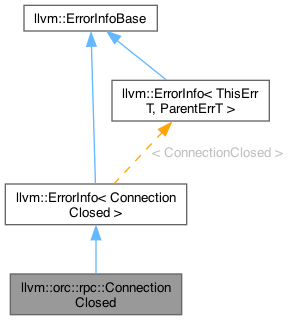 llvm::ErrorInfoBase
llvm::ErrorInfo< ThisErr
T, ParentErrT >
< ConnectionClosed >
llvm::ErrorInfo< Connection
Closed >
llvm::orc::rpc::Connection
Closed